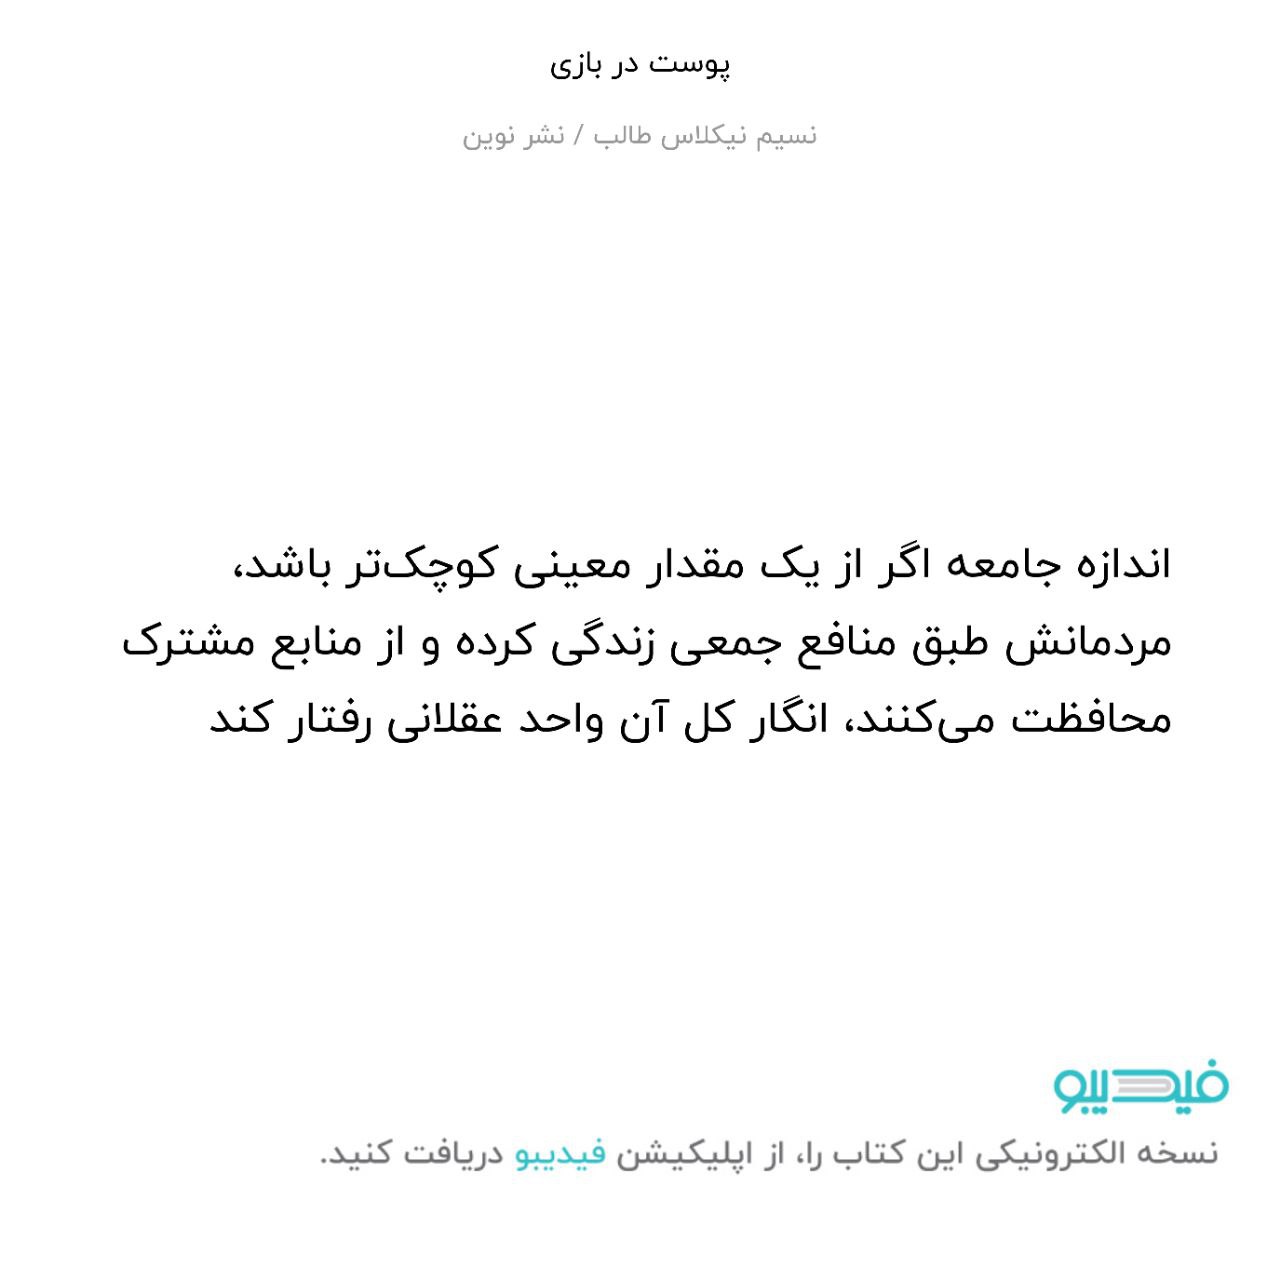 پوست در بازی
نسیم نیکلاس طالب / نشر نوین
اندازه جامعه اگر از یک مقدار معینی کوچک‌تر باشد،
مردمانش طبق منافع جمعی زندگی کرده و از منابع مشترک
محافظت می‌کنند، انگار کل آن واحد عقلانی رفتار کند
فیدیبو
نسخه الکترونیکی این کتاب را، از اپلیکیشن فیدیبو دریافت کنید.